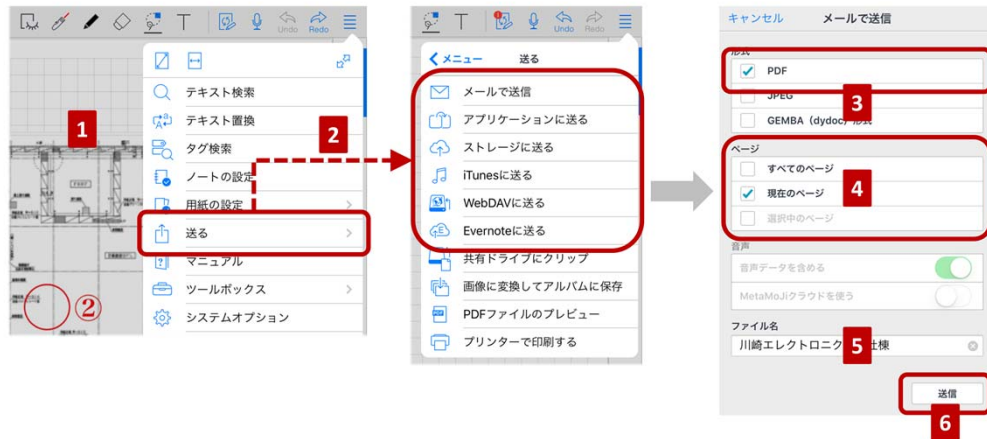 Undo Redo
テキスト検索
1
テキスト置換
2
タグ検索
ノートの設定
用紙の設定
送る
マニュアル
ツールボックス
②
システムオプション
Undo Redo
メニュー 送る
メールで送信
アプリケーションに送る
ストレージに送る
iTunesに送る
WebDAVに送る
Evernoteに送る
共有ドライブにクリップ
画像に変換してアルバムに保存
PDFファイルのプレビュー
プリンターで印刷する
キャンセル メールで送信
形式
PDF
3
JPEG
GEMBA（dydoc）形式
ページ
すべてのページ
4
現在のページ
選択中のページ
音声
音声データを含める
MetaMoJiクラウドを使う
ファイル名
川崎エレクトロニク
5
社棟
送信
6